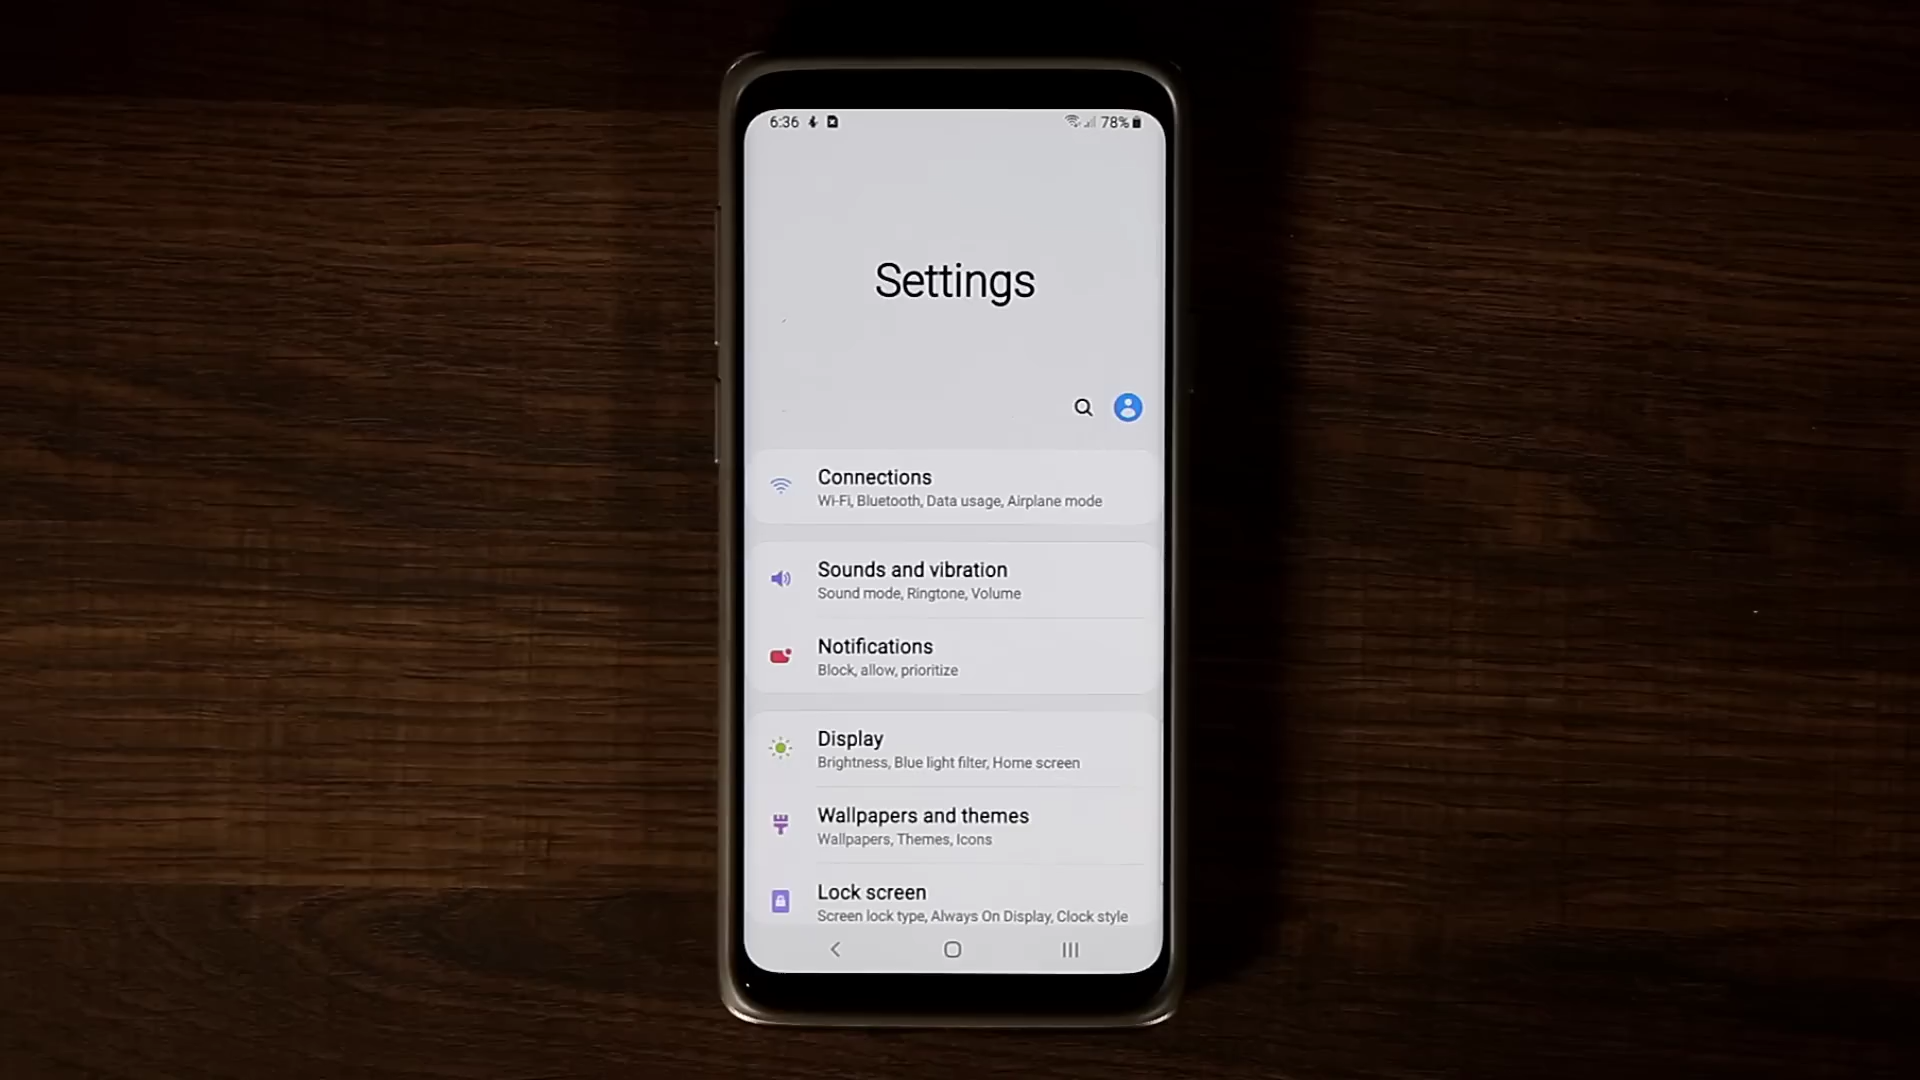 6:36 78%
Settings
Connections
Wi-Fi, Bluetooth, Data usage, Airplane mode
Sounds and vibration
Sound mode, Ringtone, Volume
Notifications
Block, allow, prioritize
Display
Brightness, Blue light filter, Home screen
Wallpapers and themes
Wallpapers, Themes, Icons
Lock screen
Screen lock type, Always On Display, Clock style